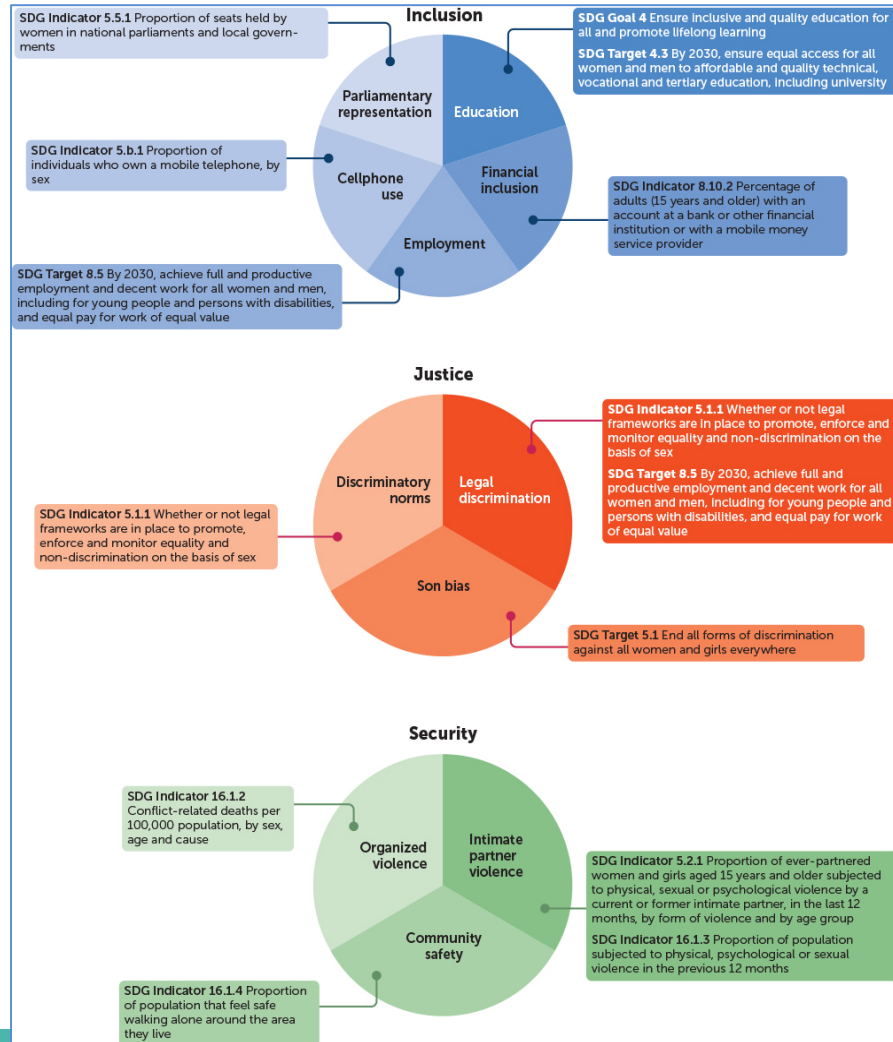 Inclusion
SDG Indicator 5.5.1 Proportion of seats held by
women in national parliaments and local govern-
ments
SDG Goal 4 Ensure inclusive and quality education for
all and promote lifelong learning
SDG Target 4.3 By 2030, ensure equal access for all
women and men to affordable and quality technical,
vocational and tertiary education, including university
Parliamentary
representation
Education
SDG Indicator 5.b.1 Proportion of
individuals who own a mobile telephone, by
sex
Cellphone
use
Financial
inclusion
SDG Indicator 8.10.2 Percentage of
adults (15 years and older) with an
account at a bank or other financial
institution or with a mobile money
service provider
Employment
SDG Target 8.5 By 2030, achieve full and productive
employment and decent work for all women and men,
including for young people and persons with disabilities,
and equal pay for work of equal value
Justice
SDG Indicator 5.1.1 Whether or not legal
frameworks are in place to promote, enforce and
monitor equality and non-discrimination on the
basis of sex
SDG Target 8.5 By 2030, achieve full and
productive employment and decent work for all
women and men, including for young people and
persons with disabilities, and equal pay for work
of equal value
Discriminatory
norms
Legal
discrimination
SDG Indicator 5.1.1 Whether or not legal
frameworks are in place to promote,
enforce and monitor equality and
non-discrimination on the basis of sex
Son bias
SDG Target 5.1 End all forms of discrimination
against all women and girls everywhere
Security
SDG Indicator 16.1.2
Conflict-related deaths per
100,000 population, by sex,
age and cause
Organized
violence
Intimate
partner
violence
SDG Indicator 5.2.1 Proportion of ever-partnered
women and girls aged 15 years and older subjected
to physical, sexual or psychological violence by a
current or former intimate partner, in the last 12
months, by form of violence and by age group
SDG Indicator 16.1.3 Proportion of population
subjected to physical, psychological or sexual
violence in the previous 12 months
Community
safety
SDG Indicator 16.1.4 Proportion
of population that feel safe
walking alone around the area
they live